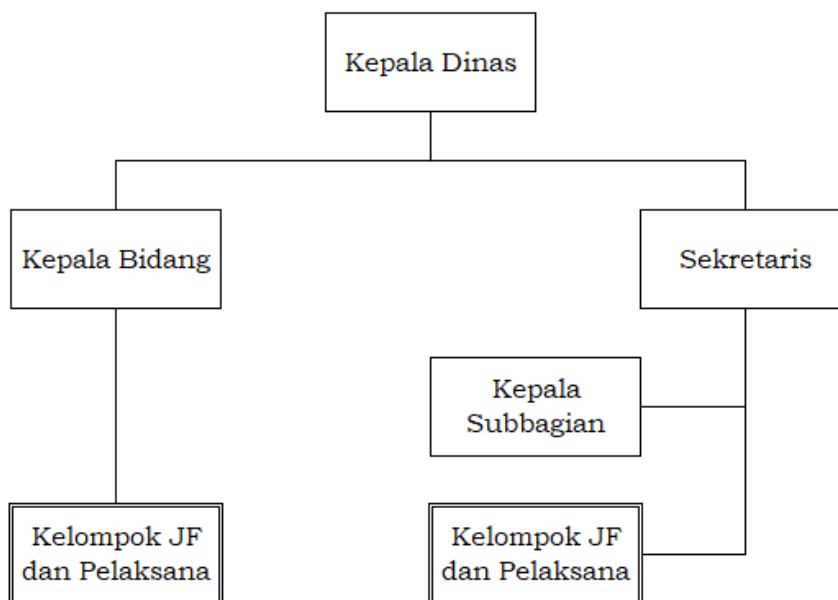 Kepala Dinas
Kepala Bidang
Sekretaris
Kepala
Subbagian
Kelompok JF
dan Pelaksana
Kelompok JF
dan Pelaksana